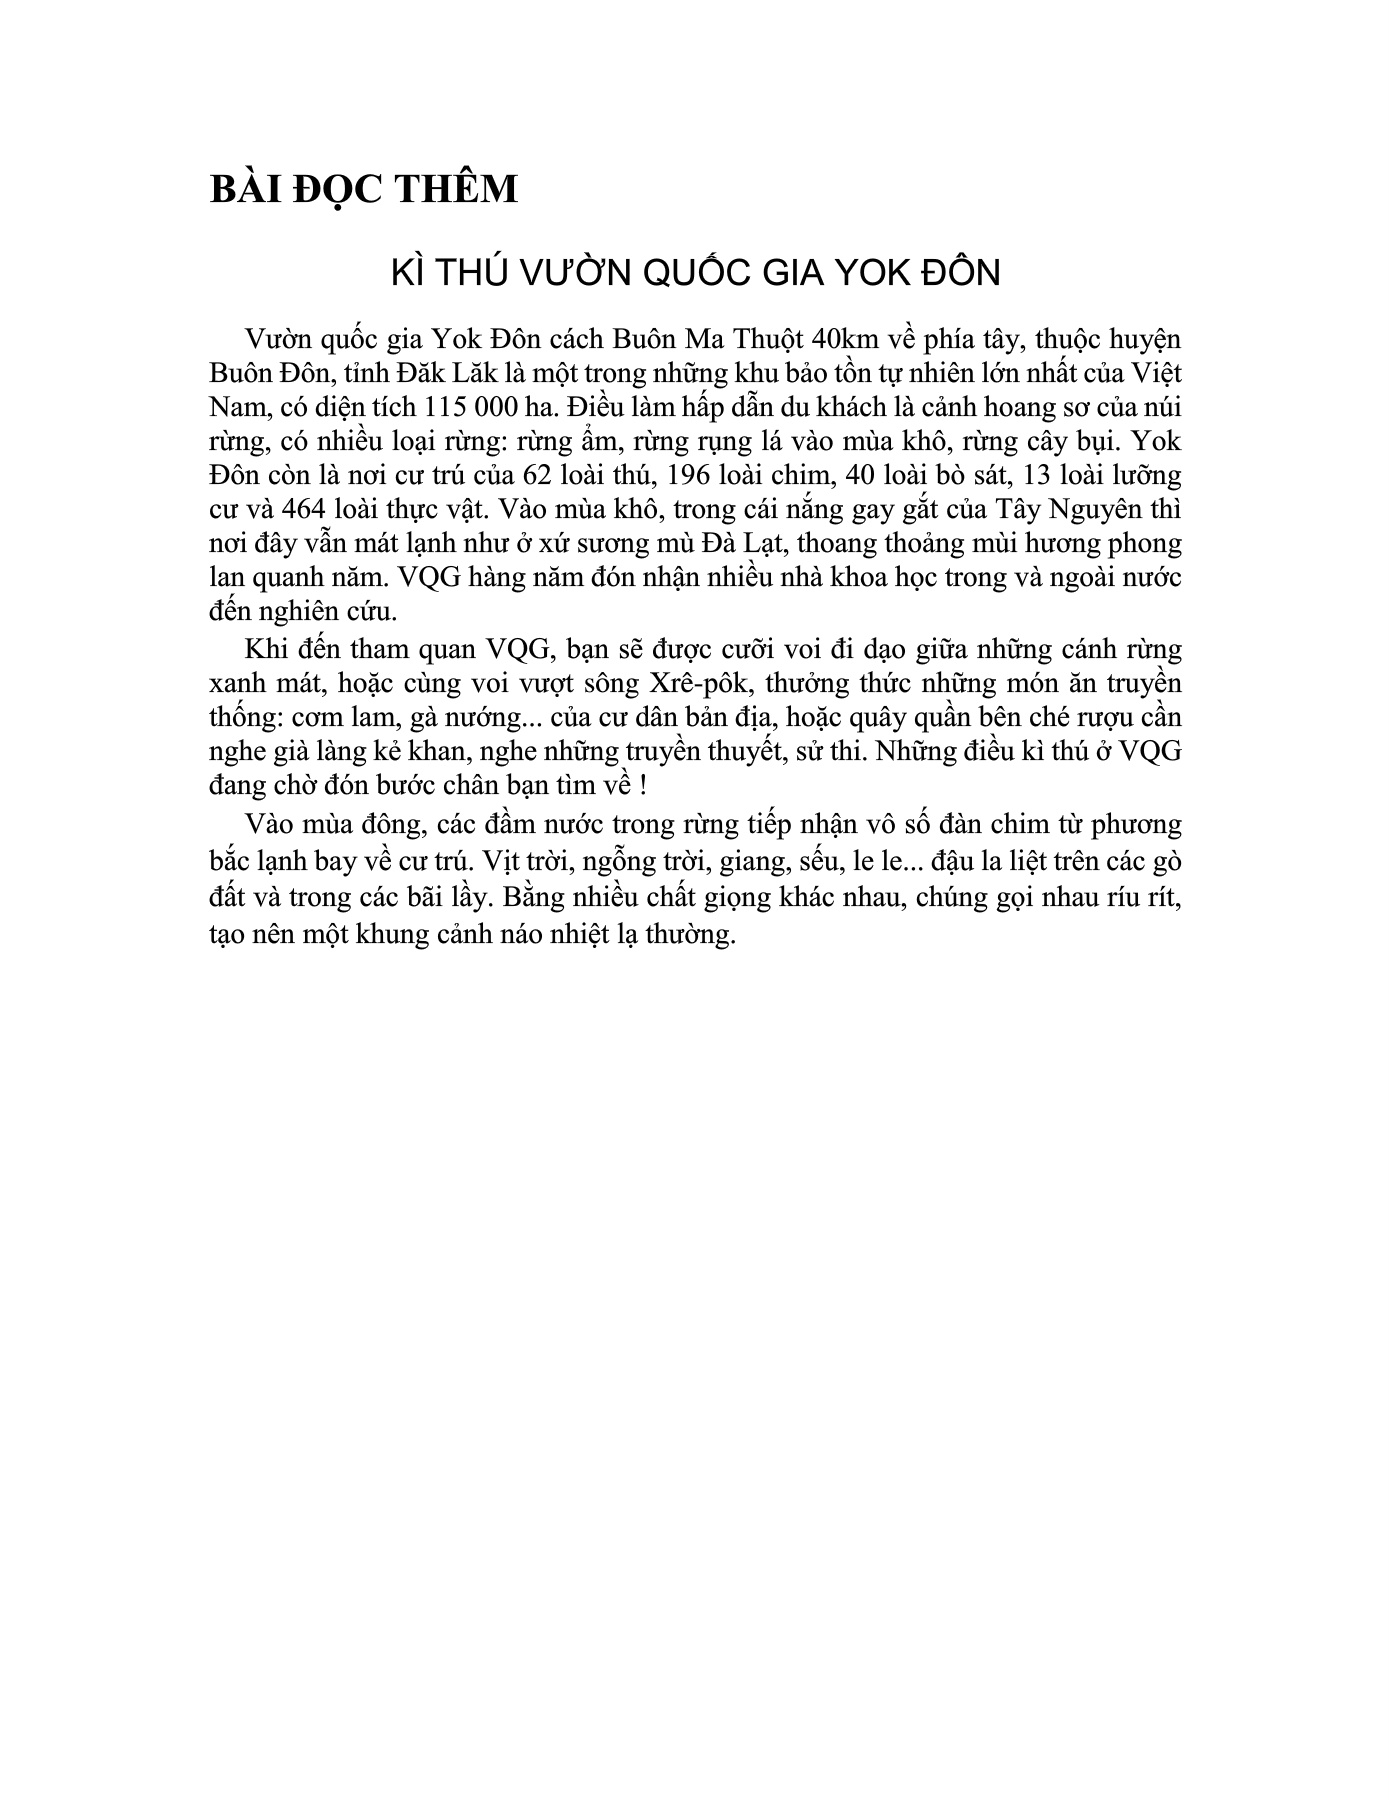 BÀI ĐỌC THÊM
KÌ THÚ VƯỜN QUỐC GIA YOK ĐÔN
Vườn quốc gia Yok Đôn cách Buôn Ma Thuột 40km về phía tây, thuộc huyện
Buôn Đôn, tỉnh Đăk Lăk là một trong những khu bảo tồn tự nhiên lớn nhất của Việt
Nam, có diện tích 115 000 ha. Điều làm hấp dẫn du khách là cảnh hoang sơ của núi
rừng, có nhiều loại rừng: rừng ẩm, rừng rụng lá vào mùa khô, rừng cây bụi. Yok
Đôn còn là nơi cư trú của 62 loài thú, 196 loài chim, 40 loài bò sát, 13 loài lưỡng
cư và 464 loài thực vật. Vào mùa khô, trong cái nắng gay gắt của Tây Nguyên thì
nơi đây vẫn mát lạnh như ở xứ sương mù Đà Lạt, thoang thoảng mùi hương phong
lan quanh năm. VQG hàng năm đón nhận nhiều nhà khoa học trong và ngoài nước
đến nghiên cứu.
Khi đến tham quan VQG, bạn sẽ được cưỡi voi đi dạo giữa những cánh rừng
xanh mát, hoặc cùng voi vượt sông Xrê-pôk, thưởng thức những món ăn truyền
thống: cơm lam, gà nướng... của cư dân bản địa, hoặc quây quần bên ché rượu cần
nghe già làng kẻ khan, nghe những truyền thuyết, sử thi. Những điều kì thú ở VQG
đang chờ đón bước chân bạn tìm về !
Vào mùa đông, các đầm nước trong rừng tiếp nhận vô số đàn chim từ phương
bắc lạnh bay về cư trú. Vịt trời, ngỗng trời, giang, sếu, le le... đậu la liệt trên các gò
đất và trong các bãi lầy. Bằng nhiều chất giọng khác nhau, chúng gọi nhau ríu rít,
tạo nên một khung cảnh náo nhiệt lạ thường.